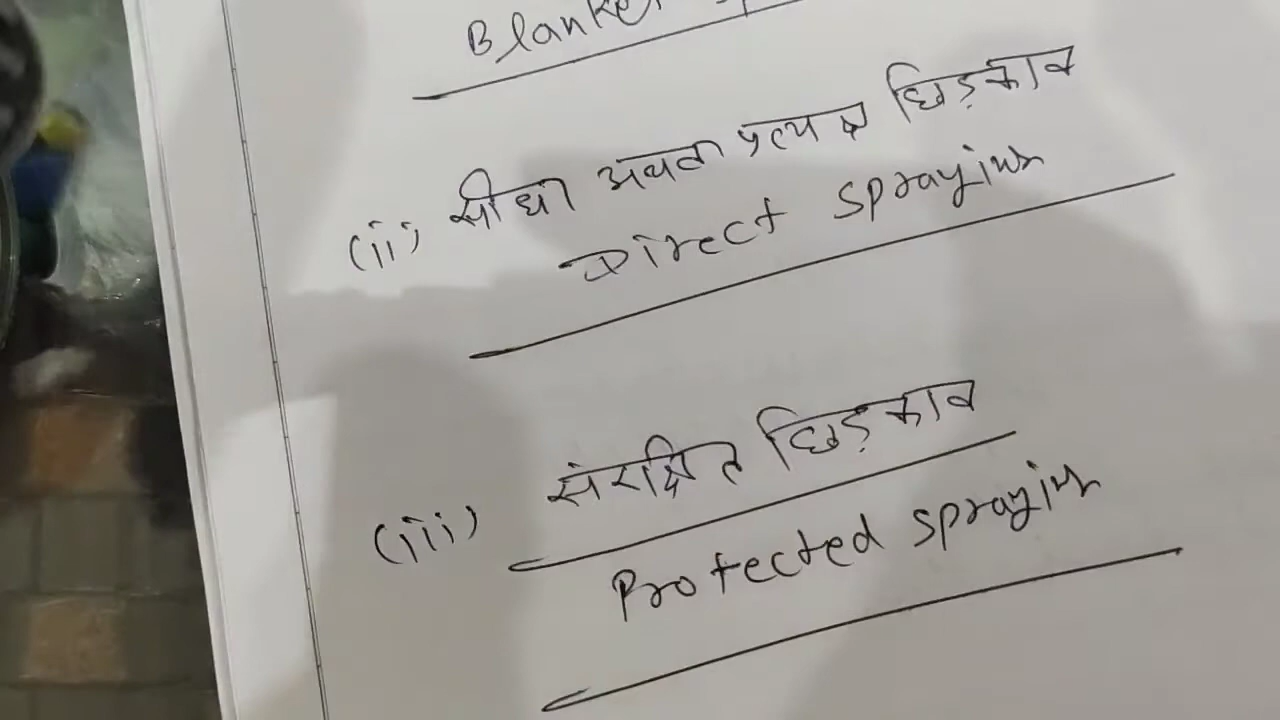 Blanket
(ii) सीधा अथवा प्रत्यक्ष छिड़काव
Direct spraying
(iii) संरक्षित छिड़काव
Protected spraying